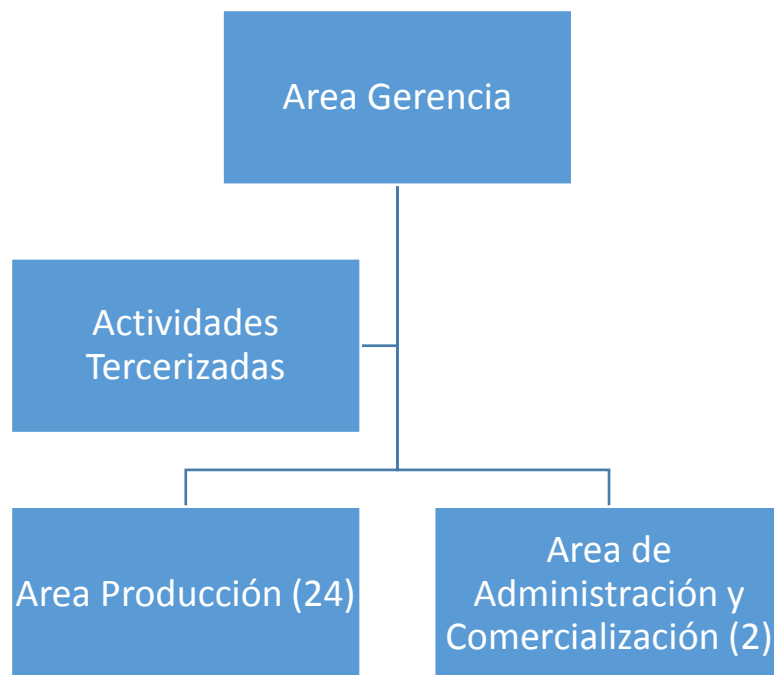 Area Gerencia
Actividades
Tercerizadas
Area Producción (24)
Area de
Administración y
Comercialización (2)